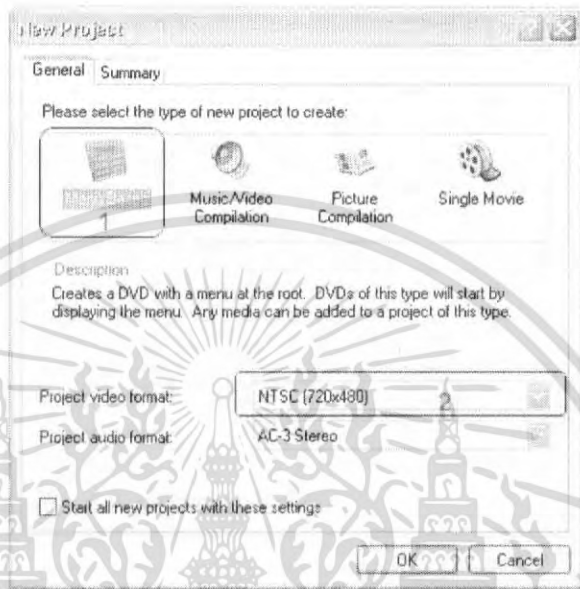 New Project
General Summary
Please select the type of new project to create:
1
Music/Video
Compilation
Picture
Compilation
Single Movie
Description
Creates a DVD with a menu at the root. DVDs of this type will start by
displaying the menu. Any media can be added to a project of this type.
Project video format: NTSC (720x480) 2
Project audio format: AC-3 Stereo
Start all new projects with these settings
OK Cancel